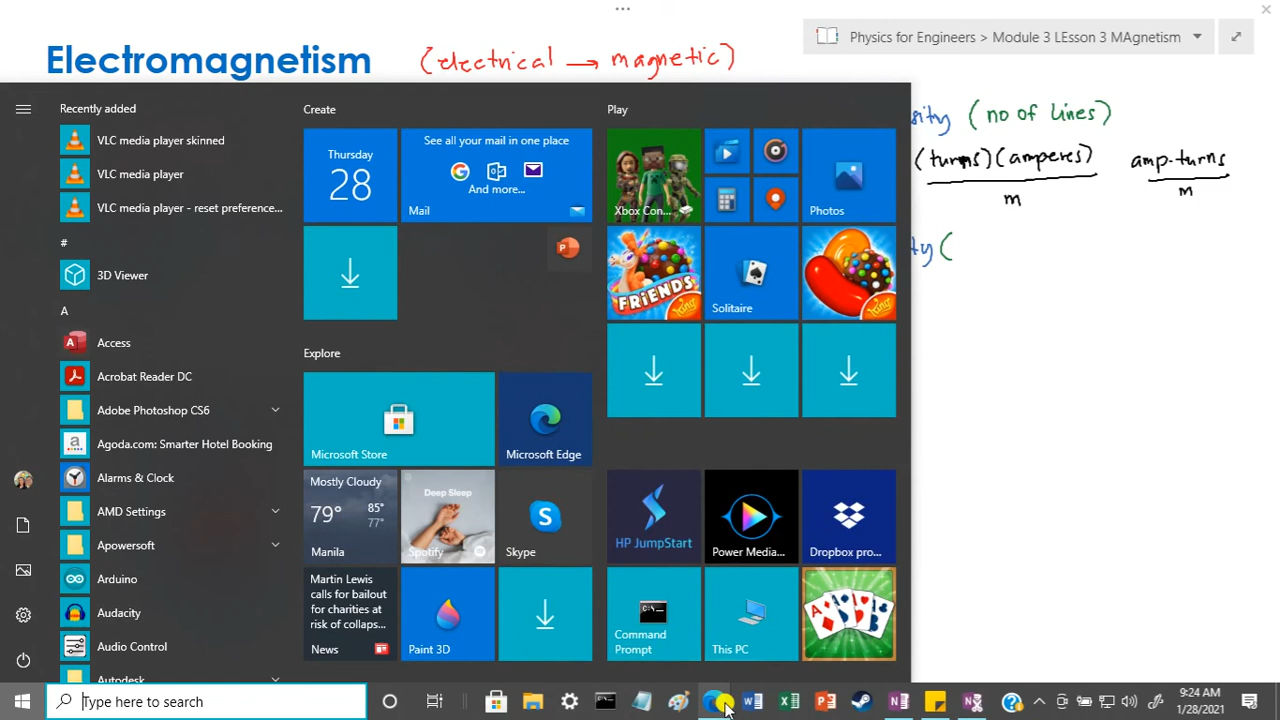 Electromagnetism (electrical → magnetic)
Physics for Engineers > Module 3 LEsson 3 MAgnetism
sity (no of lines)
(turns)(amperes)
m
amp-turns
m
ty (
Recently added
VLC media player skinned
VLC media player
VLC media player - reset preference...
#
3D Viewer
A
Access
Acrobat Reader DC
Adobe Photoshop CS6
Agoda.com: Smarter Hotel Booking
Alarms & Clock
AMD Settings
Apowersoft
Arduino
Audacity
Audio Control
Autodesk
Create
Thursday
28
See all your mail in one place
And more...
Mail
Explore
Microsoft Store
Microsoft Edge
Mostly Cloudy
79° 85°
77°
Manila
Deep Sleep
Spotify
Skype
Martin Lewis
calls for bailout
for charities at
risk of collaps...
News
Paint 3D
Play
Xbox Con...
Photos
FRIENDS
Solitaire
King
HP JumpStart
Power Media...
Dropbox pro...
Command
Prompt
This PC
Type here to search
9:24 AM
1/28/2021